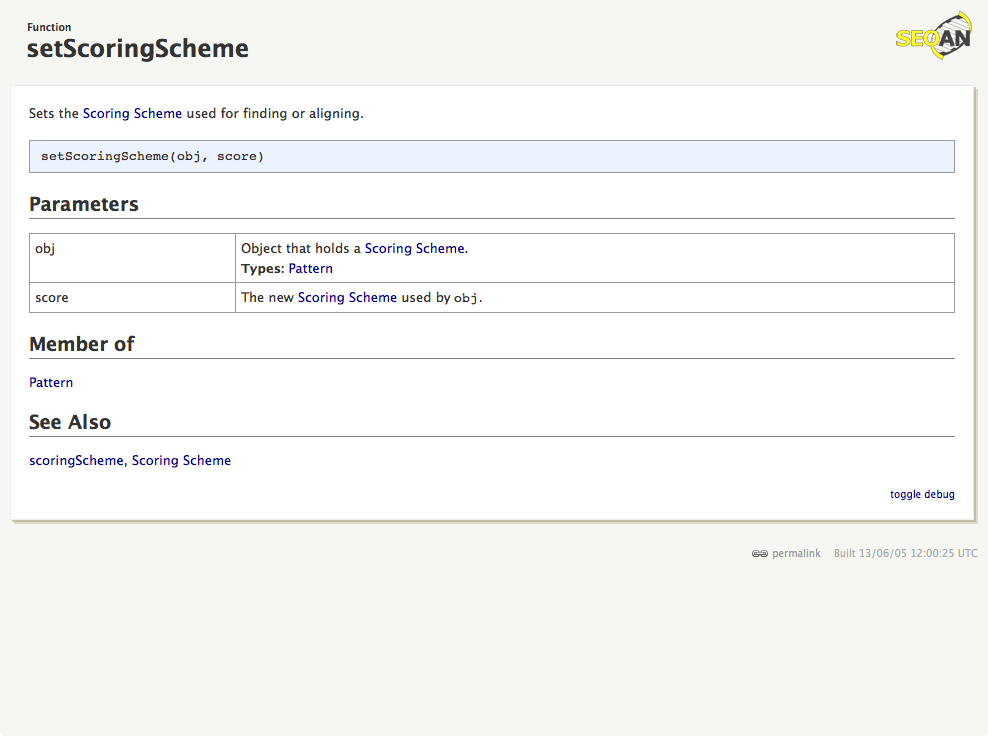 Function
setScoringScheme
SEQAN
Sets the Scoring Scheme used for finding or aligning.
setScoringScheme(obj, score)
Parameters
obj
Object that holds a Scoring Scheme.
Types: Pattern
score
The new Scoring Scheme used by obj.
Member of
Pattern
See Also
scoringScheme, Scoring Scheme
toggle debug
permalink Built 13/06/05 12:00:25 UTC